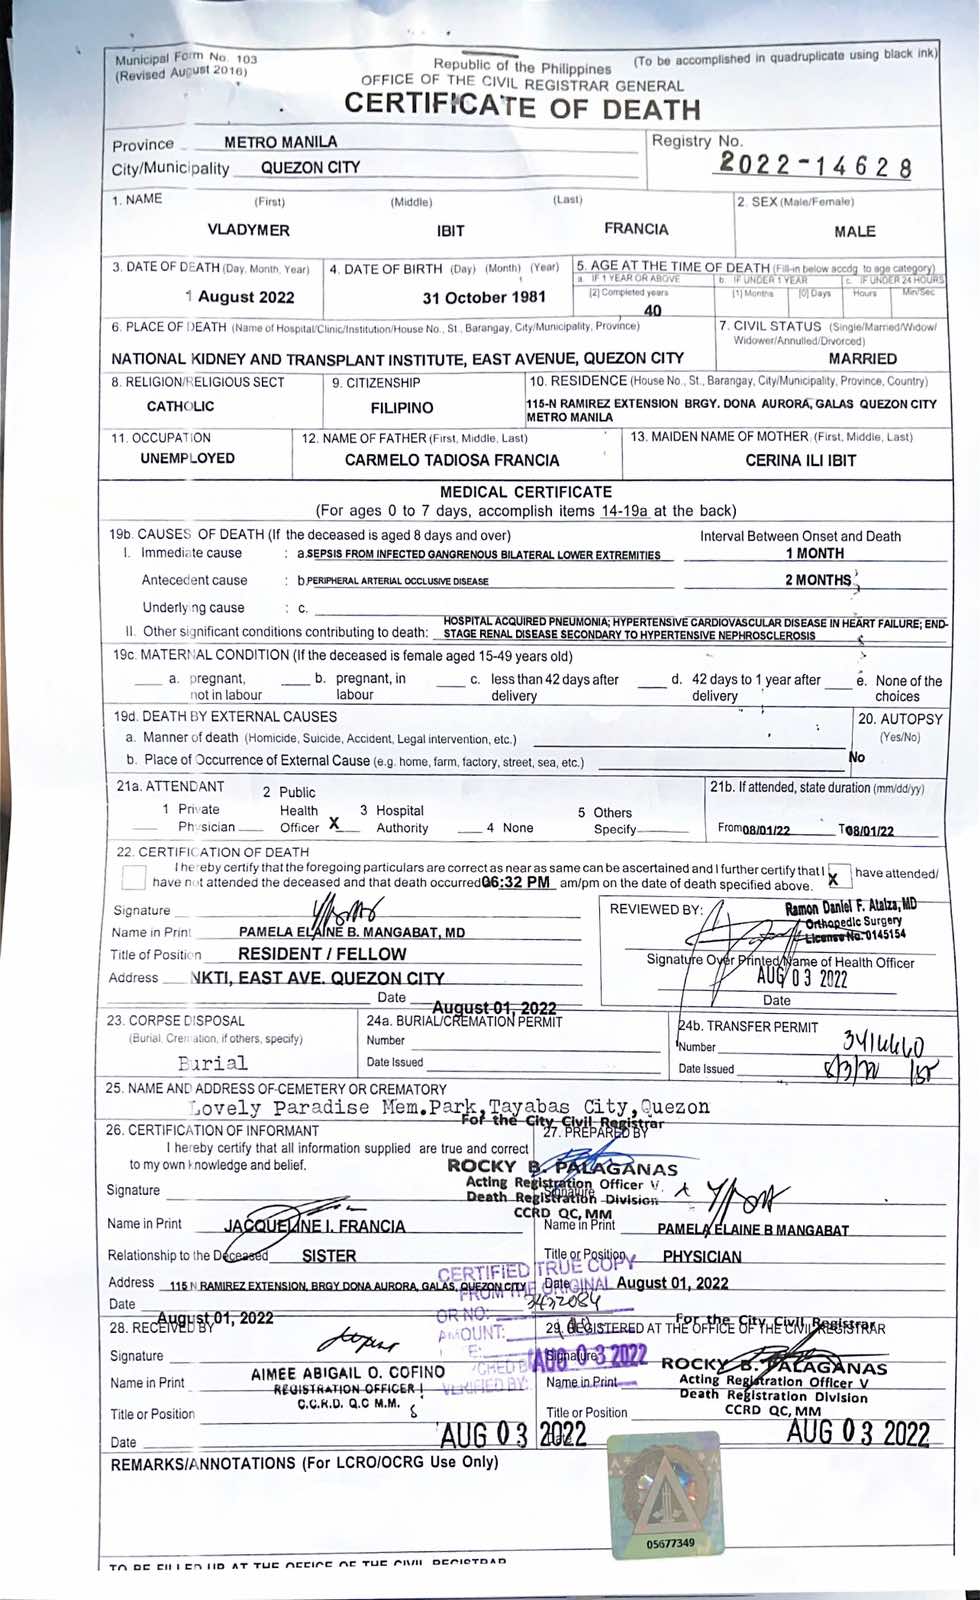 Municipal Form No. 103
(Revised August 2016)
(To be accomplished in quadruplicate using black ink)
Republic of the Philippines
OFFICE OF THE CIVIL REGISTRAR GENERAL
CERTIFICATE OF DEATH
Province METRO MANILA
City/Municipality QUEZON CITY
Registry No.
2022-14628
1. NAME (First) (Middle) (Last)
VLADYMER IBIT FRANCIA
2. SEX (Male/Female)
MALE
3. DATE OF DEATH (Day, Month, Year)
1 August 2022
4. DATE OF BIRTH (Day) (Month) (Year)
31 October 1981
5. AGE AT THE TIME OF DEATH (Fill-in below accdg to age category)
a. IF 1 YEAR OR ABOVE b. IF UNDER 1 YEAR c. IF UNDER 24 HOURS
[2] Completed years [1] Months [0] Days Hours Min/Sec
40
6. PLACE OF DEATH (Name of Hospital/Clinic/Institution/House No., St., Barangay, City/Municipality, Province)
NATIONAL KIDNEY AND TRANSPLANT INSTITUTE, EAST AVENUE, QUEZON CITY
7. CIVIL STATUS (Single/Married/Widow/
Widower/Annulled/Divorced)
MARRIED
8. RELIGION/RELIGIOUS SECT
CATHOLIC
9. CITIZENSHIP
FILIPINO
10. RESIDENCE (House No., St., Barangay, City/Municipality, Province, Country)
115-N RAMIREZ EXTENSION BRGY. DONA AURORA, GALAS QUEZON CITY
METRO MANILA
11. OCCUPATION
UNEMPLOYED
12. NAME OF FATHER (First, Middle, Last)
CARMELO TADIOSA FRANCIA
13. MAIDEN NAME OF MOTHER (First, Middle, Last)
CERINA ILI IBIT
MEDICAL CERTIFICATE
(For ages 0 to 7 days, accomplish items 14-19a at the back)
19b. CAUSES OF DEATH (If the deceased is aged 8 days and over) Interval Between Onset and Death
I. Immediate cause : a. SEPSIS FROM INFECTED GANGRENOUS BILATERAL LOWER EXTREMITIES 1 MONTH
Antecedent cause : b. PERIPHERAL ARTERIAL OCCLUSIVE DISEASE 2 MONTHS
Underlying cause : c.
II. Other significant conditions contributing to death: HOSPITAL ACQUIRED PNEUMONIA; HYPERTENSIVE CARDIOVASCULAR DISEASE IN HEART FAILURE; END-
STAGE RENAL DISEASE SECONDARY TO HYPERTENSIVE NEPHROSCLEROSIS
19c. MATERNAL CONDITION (If the deceased is female aged 15-49 years old)
a. pregnant, not in labour
b. pregnant, in labour
c. less than 42 days after delivery
d. 42 days to 1 year after delivery
e. None of the choices
19d. DEATH BY EXTERNAL CAUSES
a. Manner of death (Homicide, Suicide, Accident, Legal intervention, etc.)
b. Place of Occurrence of External Cause (e.g. home, farm, factory, street, sea, etc.)
20. AUTOPSY
(Yes/No)
No
21a. ATTENDANT
1 Private Physician
2 Public Health Officer X
3 Hospital Authority
4 None
5 Others Specify
21b. If attended, state duration (mm/dd/yy)
From 08/01/22 To 08/01/22
22. CERTIFICATION OF DEATH
I hereby certify that the foregoing particulars are correct as near as same can be ascertained and I further certify that I X have attended/
have not attended the deceased and that death occurred 06:32 PM am/pm on the date of death specified above.
Signature
Name in Print PAMELA ELAINE B. MANGABAT, MD
Title of Position RESIDENT / FELLOW
Address NKTI, EAST AVE. QUEZON CITY
Date August 01, 2022
REVIEWED BY:
Ramon Daniel F. Atalza, MD
Orthopedic Surgery
License No. 0145154
Signature Over Printed Name of Health Officer
AUG 03 2022
Date
23. CORPSE DISPOSAL
(Burial, Cremation, if others, specify)
Burial
24a. BURIAL/CREMATION PERMIT
Number
Date Issued
24b. TRANSFER PERMIT
Number
Date Issued 8/3/22
25. NAME AND ADDRESS OF CEMETERY OR CREMATORY
Lovely Paradise Mem.Park,Tayabas City,Quezon
26. CERTIFICATION OF INFORMANT
I hereby certify that all information supplied are true and correct
to my own knowledge and belief.
Signature
Name in Print JACQUELINE I. FRANCIA
Relationship to the Deceased SISTER
Address 115 N RAMIREZ EXTENSION, BRGY DONA AURORA, GALAS, QUEZON CITY
Date August 01, 2022
For the City Civil Registrar
27. PREPARED BY
ROCKY B. PALAGANAS
Acting Registration Officer V
Death Registration Division
CCRD QC, MM
Signature
Name in Print PAMELA ELAINE B MANGABAT
Title or Position PHYSICIAN
Date August 01, 2022
CERTIFIED TRUE COPY
FROM THE ORIGINAL
OR NO:
AMOUNT:
VERIFIED BY:
AUG 03 2022
28. RECEIVED BY
Signature
Name in Print AIMEE ABIGAIL O. COFINO
REGISTRATION OFFICER I
C.C.R.D. Q.C M.M.
Title or Position
Date AUG 03 2022
For the City Civil Registrar
29. REGISTERED AT THE OFFICE OF THE CIVIL REGISTRAR
Signature
ROCKY B. PALAGANAS
Name in Print
Acting Registration Officer V
Death Registration Division
CCRD QC, MM
Title or Position
Date AUG 03 2022
REMARKS/ANNOTATIONS (For LCRO/OCRG Use Only)
05677349
TO BE FILLED UP AT THE OFFICE OF THE CIVIL REGISTRAR